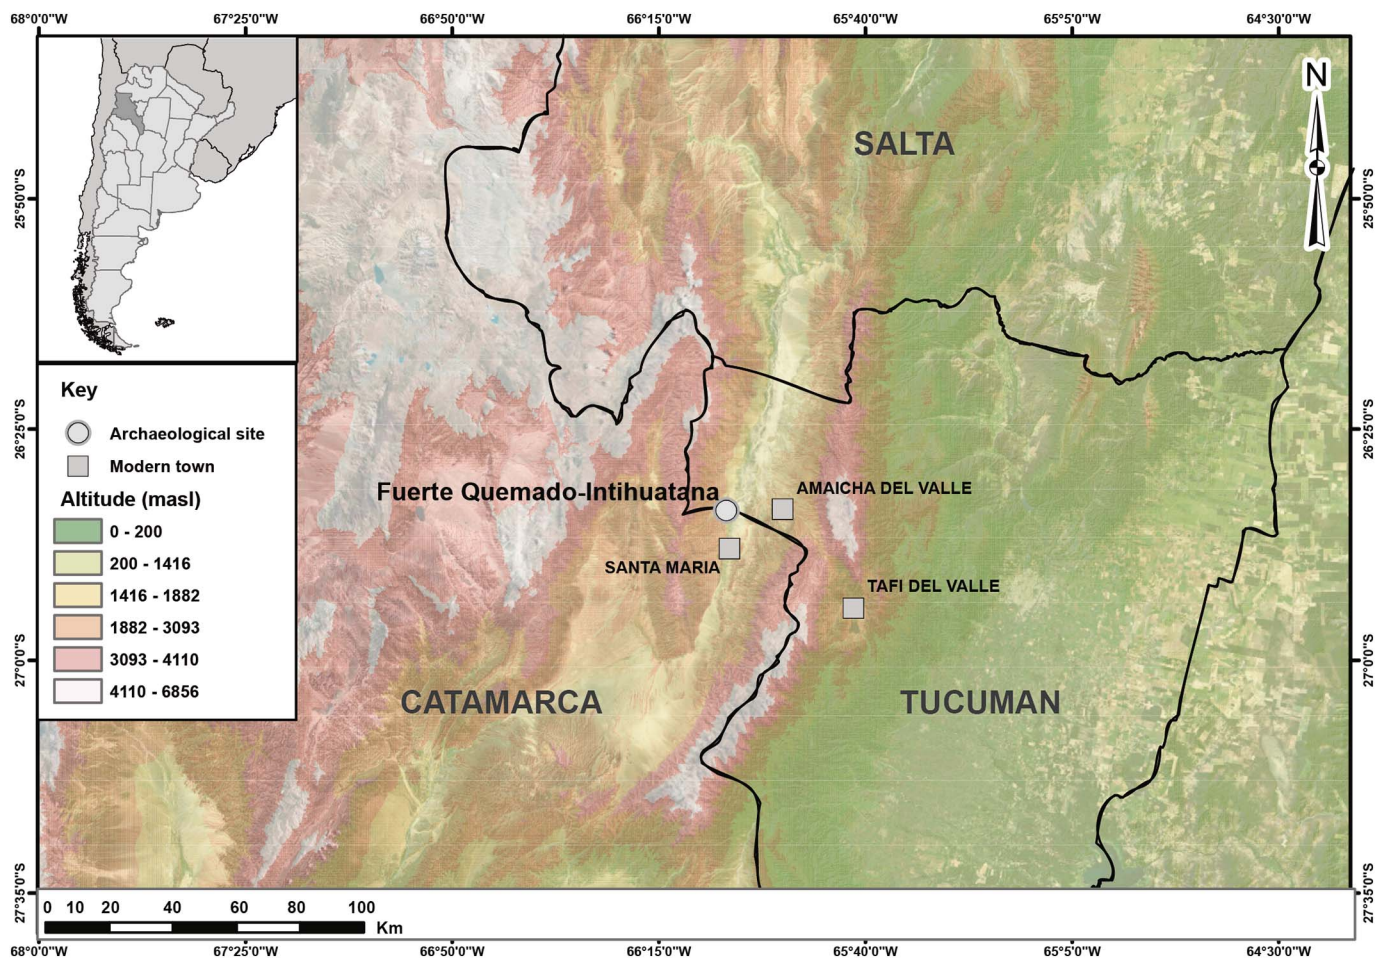 68°0'0"W 67°25'0"W 66°50'0"W 66°15'0"W 65°40'0"W 65°5'0"W 64°30'0"W
N
SALTA
25°50'0"S 25°50'0"S
Key
Archaeological site
Modern town
Altitude (masl)
0 - 200
200 - 1416
1416 - 1882
1882 - 3093
3093 - 4110
4110 - 6856
26°25'0"S 26°25'0"S
Fuerte Quemado-Intihuatana
AMAICHA DEL VALLE
SANTA MARIA
TAFI DEL VALLE
27°0'0"S 27°0'0"S
CATAMARCA
TUCUMAN
27°35'0"S 27°35'0"S
0 10 20 40 60 80 100
Km
68°0'0"W 67°25'0"W 66°50'0"W 66°15'0"W 65°40'0"W 65°5'0"W 64°30'0"W